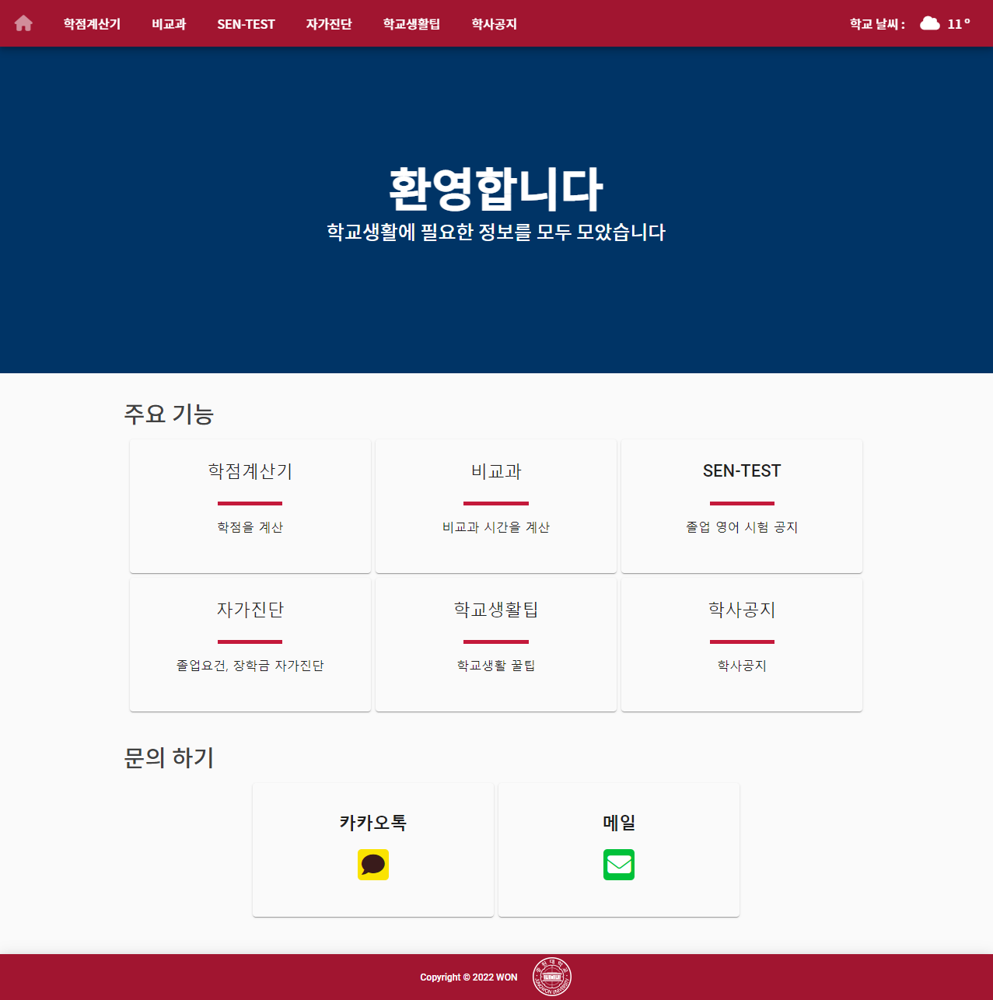 학점계산기 비교과 SEN-TEST 자가진단 학교생활팁 학사공지 학교 날씨 : 11 º
환영합니다
학교생활에 필요한 정보를 모두 모았습니다
주요 기능
학점계산기 비교과 SEN-TEST
학점을 계산 비교과 시간을 계산 졸업 영어 시험 공지
자가진단 학교생활팁 학사공지
졸업요건, 장학금 자가진단 학교생활 꿀팁 학사공지
문의 하기
카카오톡 메일
Copyright © 2022 WON
중원대학교
JUNGWON UNIVERSITY